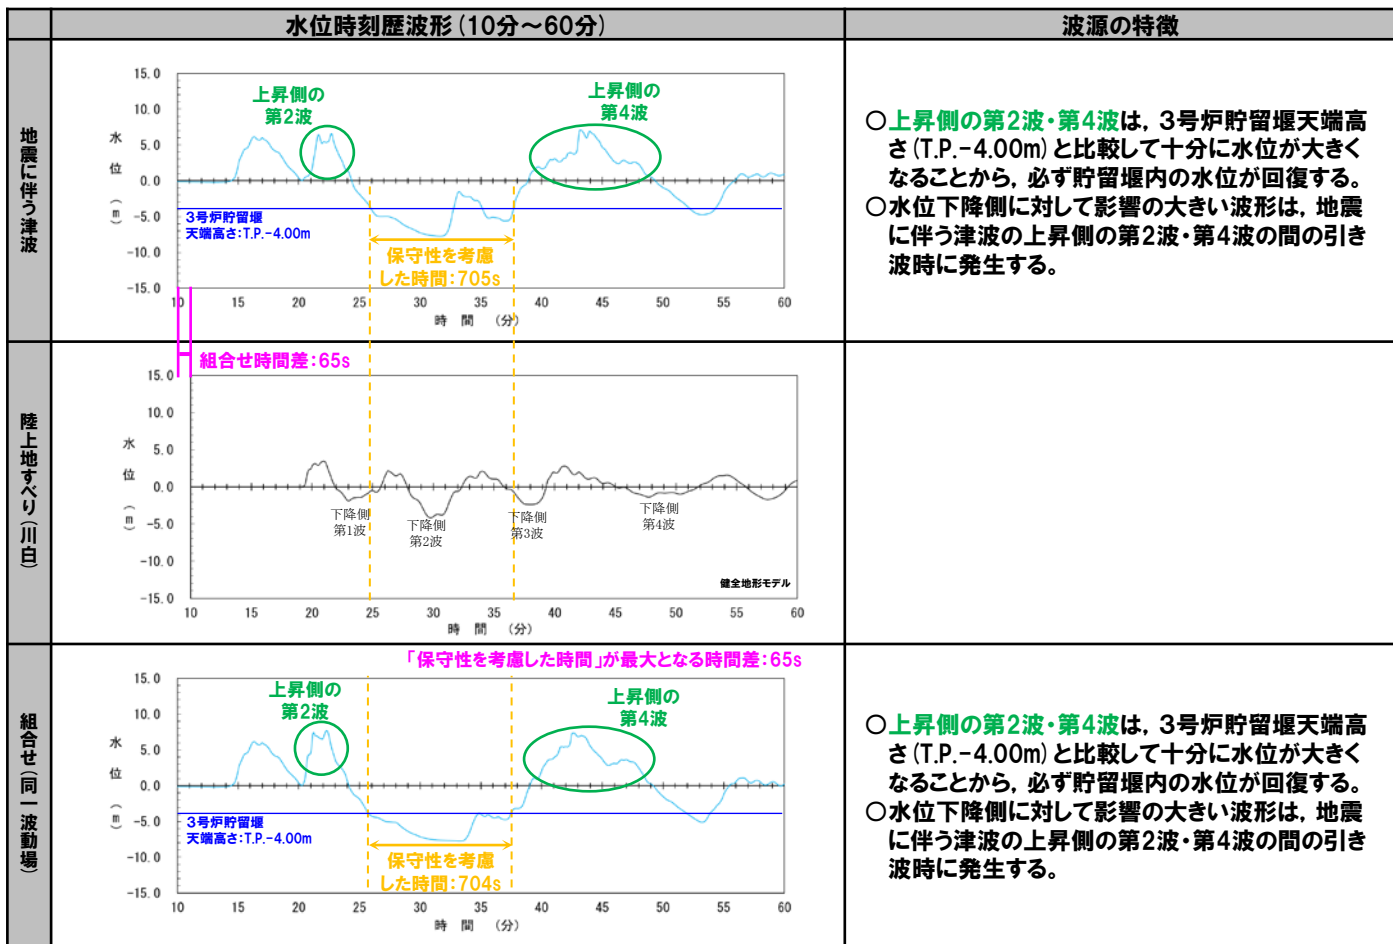 水位時刻歴波形(10分～60分)
波源の特徴
地震に伴う津波
15.0
10.0
5.0
0.0
-5.0
-10.0
-15.0
水位(m)
上昇側の
第2波
上昇側の
第4波
3号炉貯留堰
天端高さ:T.P.-4.00m
保守性を考慮
した時間:705s
10 15 20 25 30 35 40 45 50 55 60
時 間 (分)
○上昇側の第2波・第4波は，3号炉貯留堰天端高
さ(T.P.-4.00m)と比較して十分に水位が大きく
なることから，必ず貯留堰内の水位が回復する。
○水位下降側に対して影響の大きい波形は，地震
に伴う津波の上昇側の第2波・第4波の間の引き
波時に発生する。
組合せ時間差:65s
陸上地すべり(川白)
15.0
10.0
5.0
0.0
-5.0
-10.0
-15.0
水位(m)
下降側
第1波
下降側
第2波
下降側
第3波
下降側
第4波
健全地形モデル
10 15 20 25 30 35 40 45 50 55 60
時 間 (分)
組合せ(同一波動場)
「保守性を考慮した時間」が最大となる時間差:65s
15.0
10.0
5.0
0.0
-5.0
-10.0
-15.0
水位(m)
上昇側の
第2波
上昇側の
第4波
3号炉貯留堰
天端高さ:T.P.-4.00m
保守性を考慮
した時間:704s
10 15 20 25 30 35 40 45 50 55 60
時 間 (分)
○上昇側の第2波・第4波は，3号炉貯留堰天端高
さ(T.P.-4.00m)と比較して十分に水位が大きく
なることから，必ず貯留堰内の水位が回復する。
○水位下降側に対して影響の大きい波形は，地震
に伴う津波の上昇側の第2波・第4波の間の引き
波時に発生する。